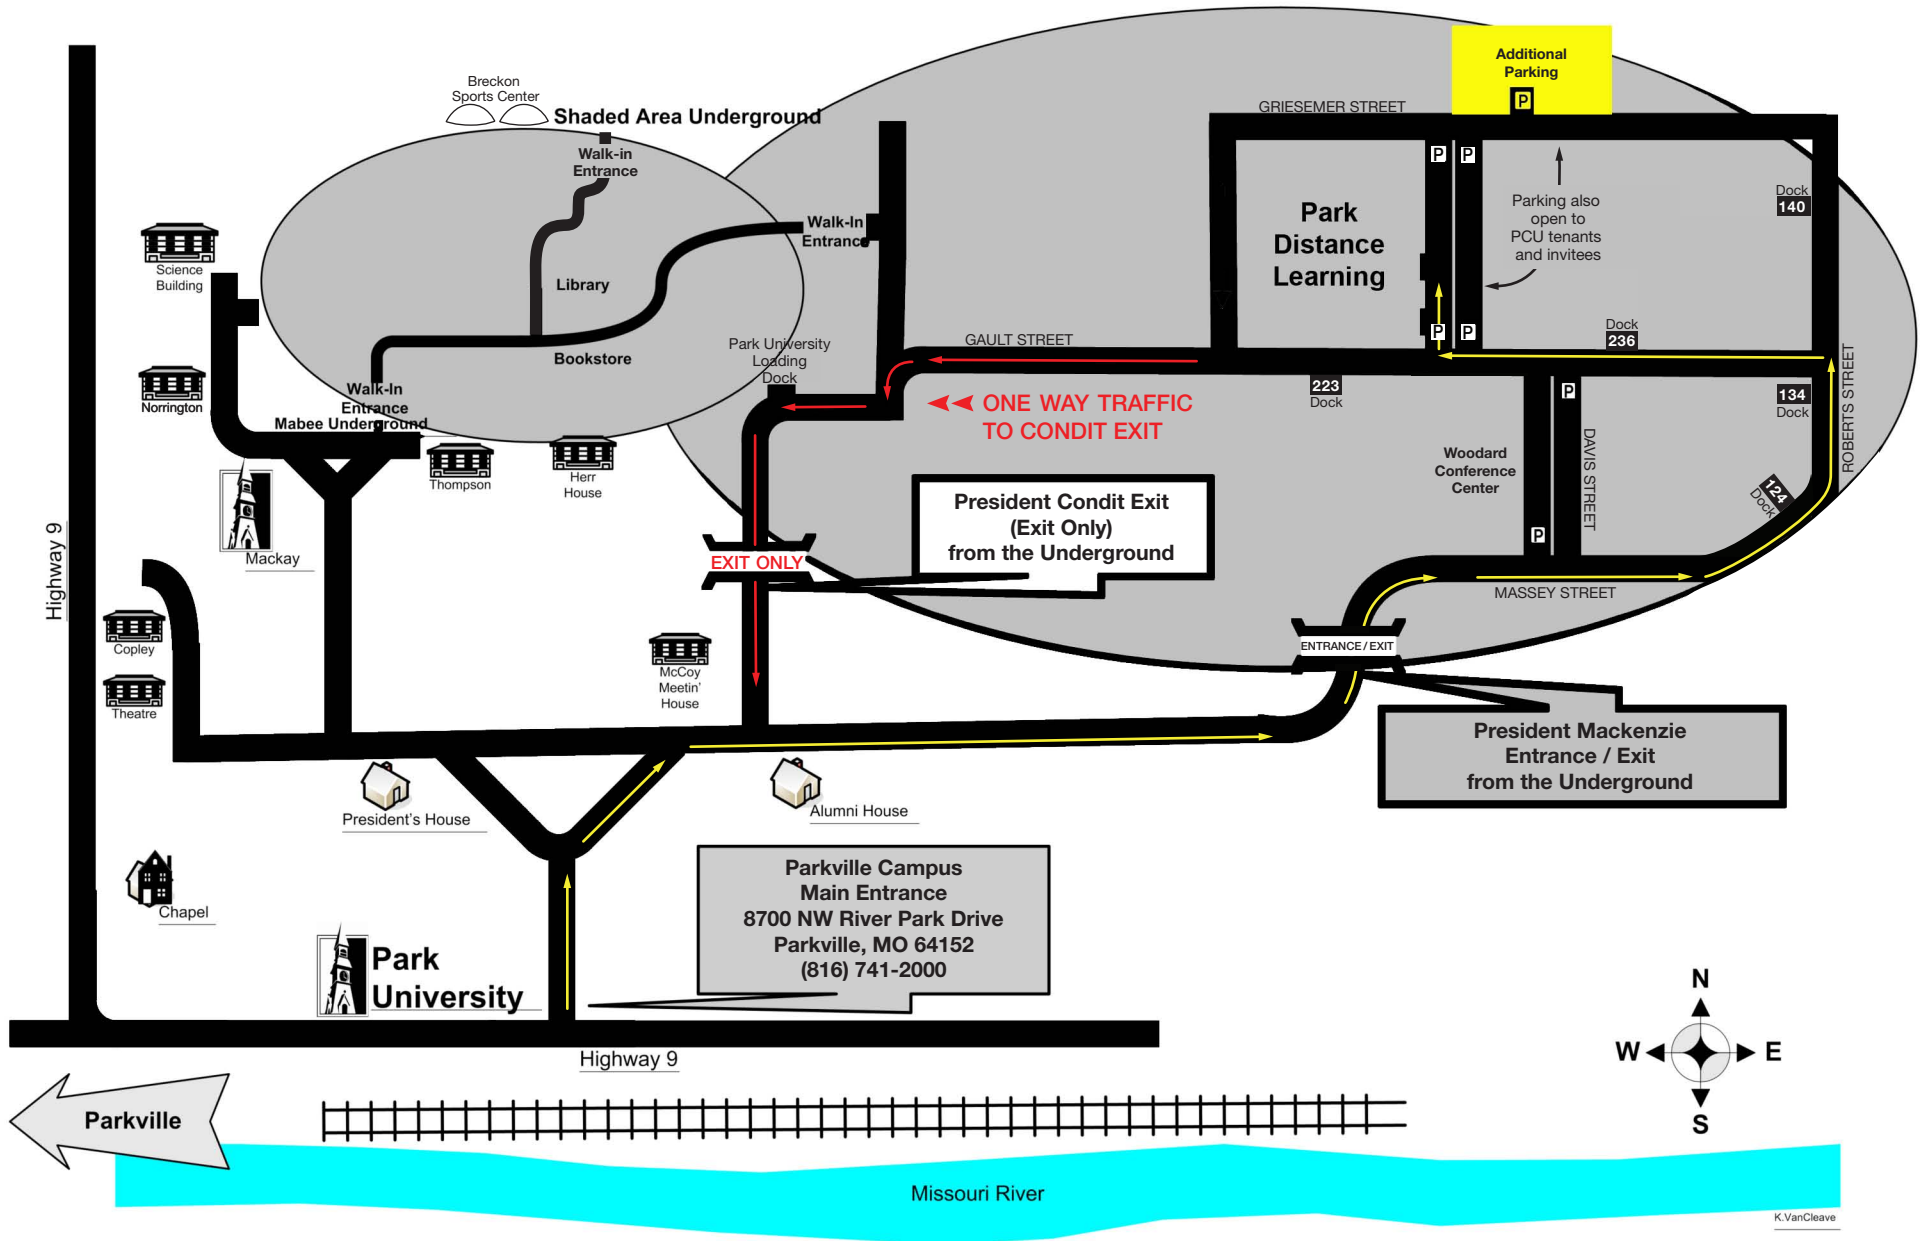 Additional
Parking
P
GRIESEMER STREET
Breckon
Sports Center
Shaded Area Underground
Walk-in
Entrance
P
P
Dock
140
Parking also
open to
PCU tenants
and invitees
Park
Distance
Learning
Walk-In
Entrance
Science
Building
Library
Bookstore
Park University
Loading
Dock
GAULT STREET
P
P
Dock
236
ROBERTS STREET
Norrington
Walk-In
Entrance
Mabee Underground
223
Dock
P
134
Dock
ONE WAY TRAFFIC
TO CONDIT EXIT
Woodard
Conference
Center
DAVIS STREET
124
Dock
Thompson
Herr
House
Mackay
President Condit Exit
(Exit Only)
from the Underground
P
EXIT ONLY
MASSEY STREET
Highway 9
Copley
Theatre
McCoy
Meetin'
House
ENTRANCE / EXIT
President Mackenzie
Entrance / Exit
from the Underground
President's House
Alumni House
Chapel
Parkville Campus
Main Entrance
8700 NW River Park Drive
Parkville, MO 64152
(816) 741-2000
Park
University
Highway 9
N
W
E
S
Parkville
Missouri River
K.VanCleave